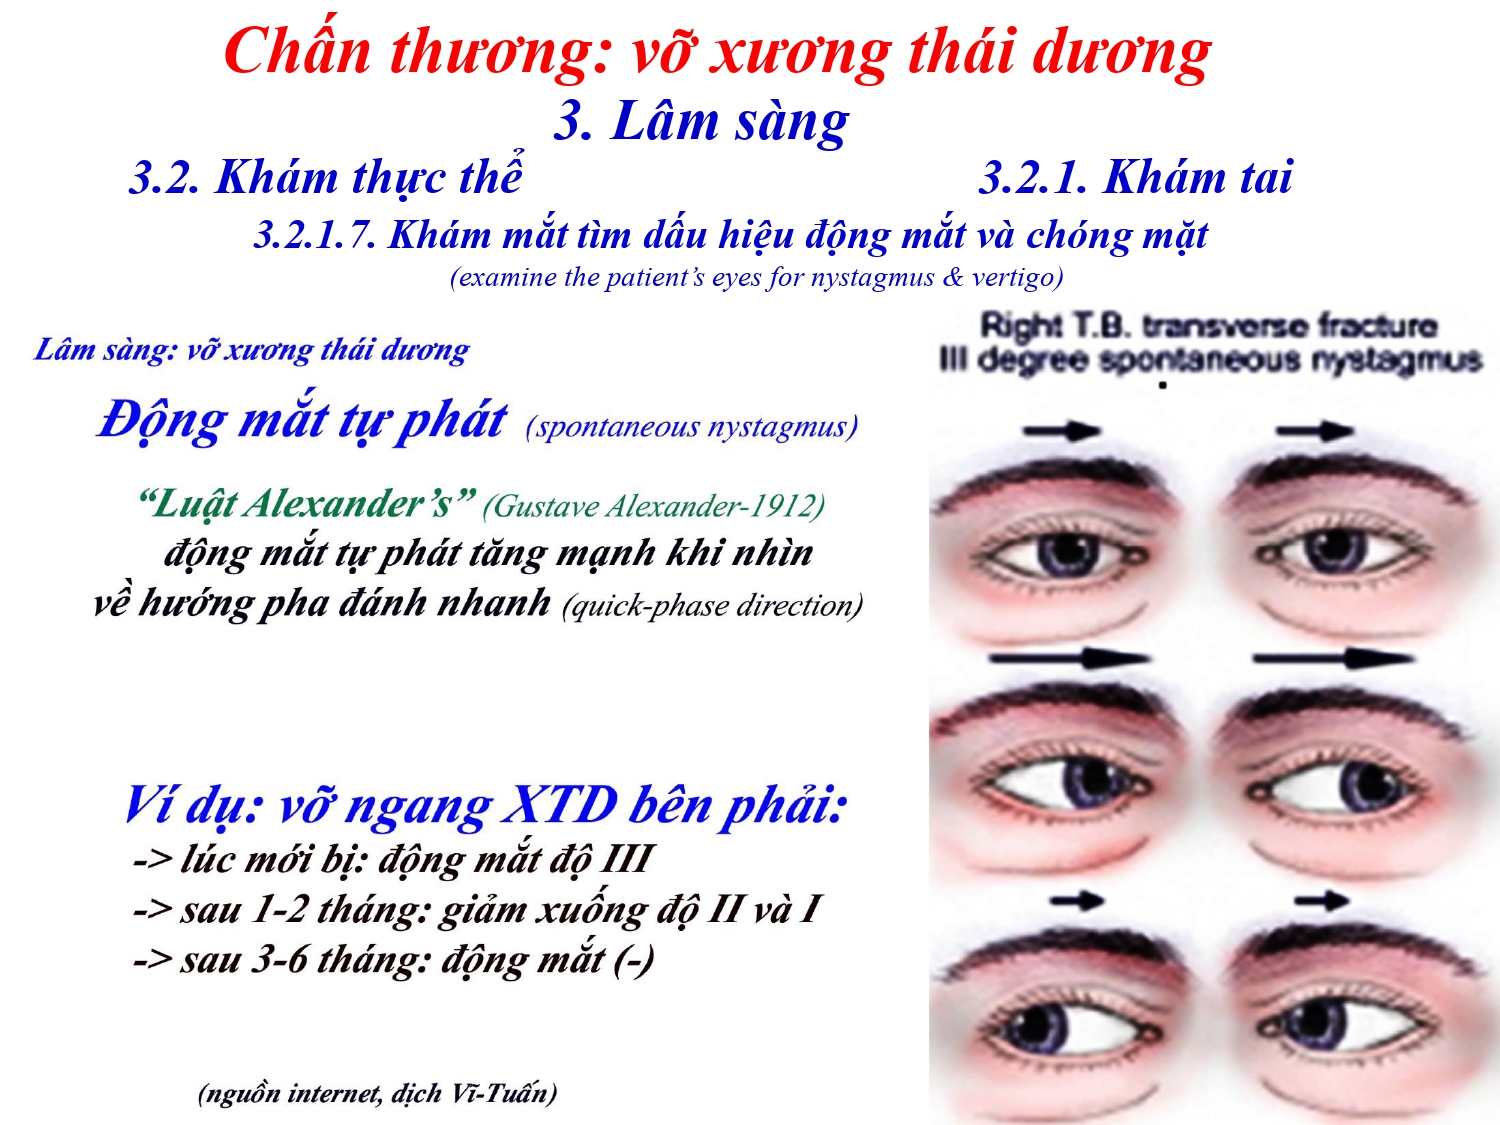 Chấn thương: vỡ xương thái dương
3. Lâm sàng
3.2. Khám thực thể
3.2.1. Khám tai
3.2.1.7. Khám mắt tìm dấu hiệu động mắt và chóng mặt
(examine the patient’s eyes for nystagmus & vertigo)
Lâm sàng: vỡ xương thái dương
Động mắt tự phát (spontaneous nystagmus)
“Luật Alexander’s” (Gustave Alexander-1912)
động mắt tự phát tăng mạnh khi nhìn
về hướng pha đánh nhanh (quick-phase direction)
Ví dụ: vỡ ngang XTD bên phải:
-> lúc mới bị: động mắt độ III
-> sau 1-2 tháng: giảm xuống độ II và I
-> sau 3-6 tháng: động mắt (-)
(nguồn internet, dịch Vĩ-Tuấn)
Right T.B. transverse fracture
III degree spontaneous nystagmus